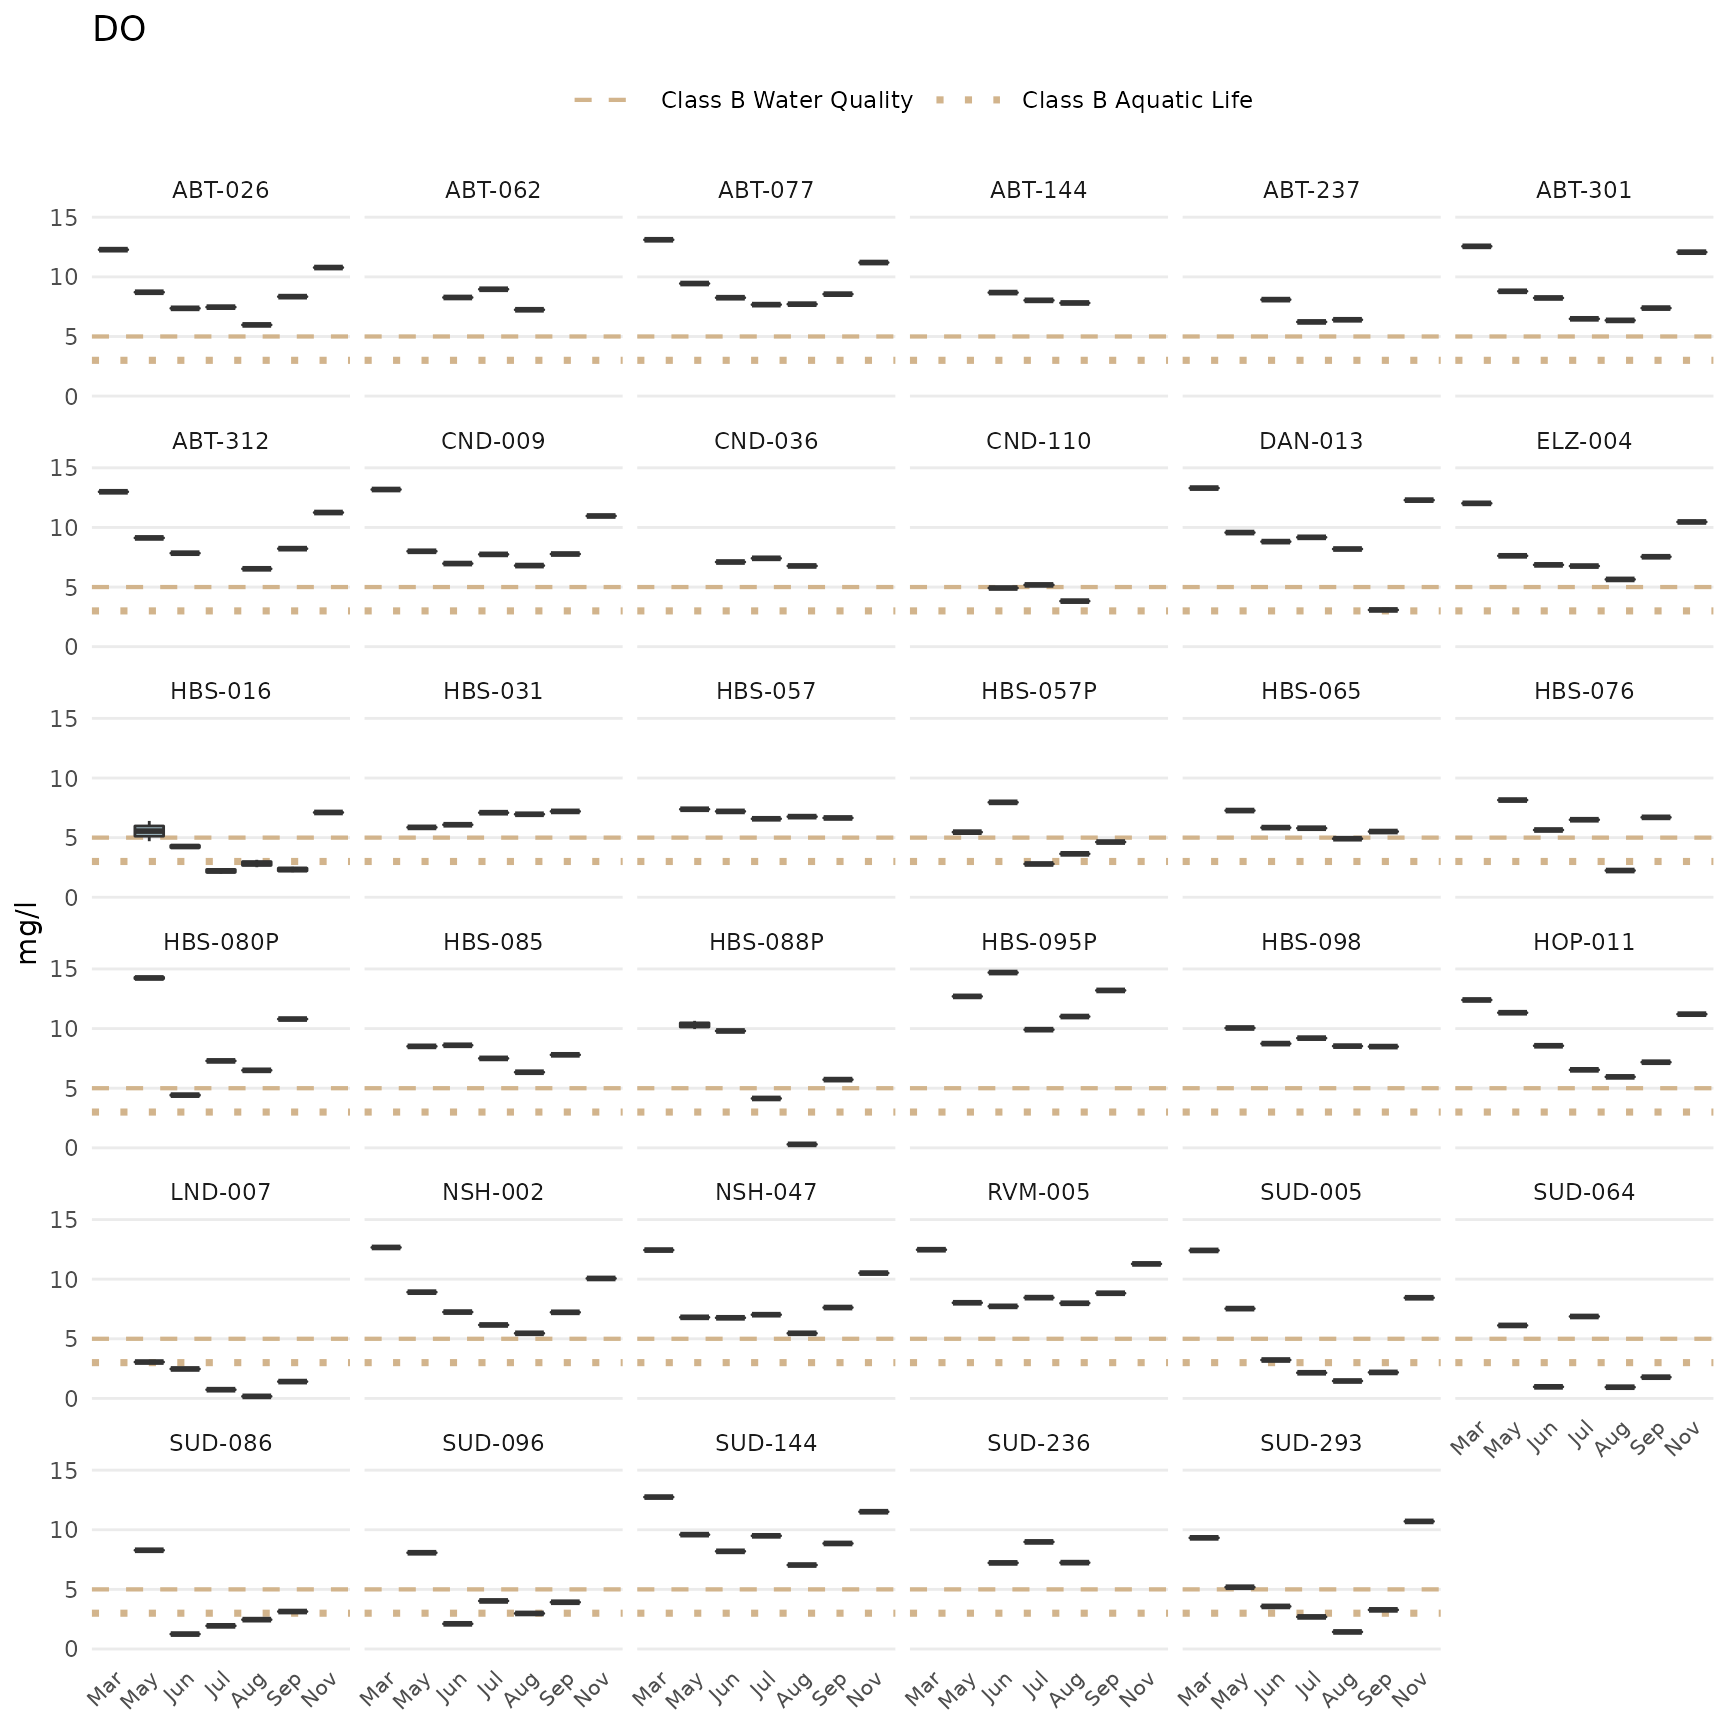 DO
Class B Water Quality Class B Aquatic Life
ABT-026 ABT-062 ABT-077 ABT-144 ABT-237 ABT-301
15
10
5
0
ABT-312 CND-009 CND-036 CND-110 DAN-013 ELZ-004
15
10
5
0
HBS-016 HBS-031 HBS-057 HBS-057P HBS-065 HBS-076
15
10
5
0
mg/l
HBS-080P HBS-085 HBS-088P HBS-095P HBS-098 HOP-011
15
10
5
0
LND-007 NSH-002 NSH-047 RVM-005 SUD-005 SUD-064
15
10
5
0
Mar May Jun Jul Aug Sep Nov
SUD-086 SUD-096 SUD-144 SUD-236 SUD-293
15
10
5
0
Mar May Jun Jul Aug Sep Nov Mar May Jun Jul Aug Sep Nov Mar May Jun Jul Aug Sep Nov Mar May Jun Jul Aug Sep Nov Mar May Jun Jul Aug Sep Nov